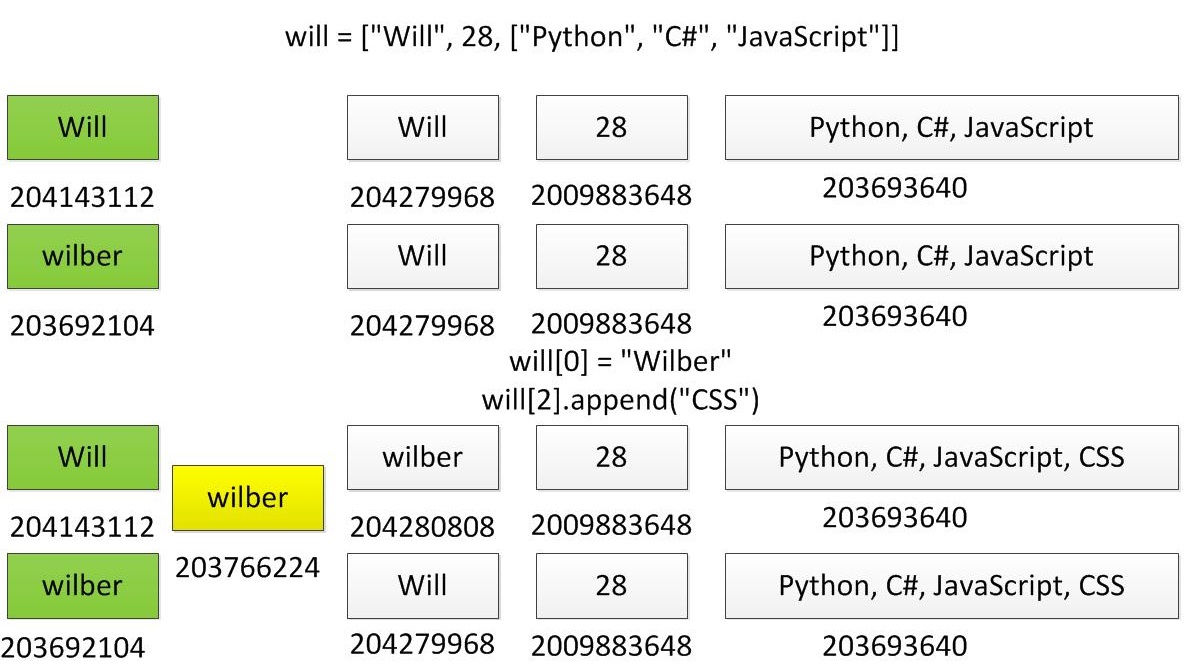 will = ["Will", 28, ["Python", "C#", "JavaScript"]]
Will Will 28 Python, C#, JavaScript
204143112 204279968 2009883648 203693640
wilber Will 28 Python, C#, JavaScript
203692104 204279968 2009883648 203693640
will[0] = "Wilber"
will[2].append("CSS")
Will wilber 28 Python, C#, JavaScript, CSS
wilber
204143112 204280808 2009883648 203693640
203766224
wilber Will 28 Python, C#, JavaScript, CSS
203692104 204279968 2009883648 203693640